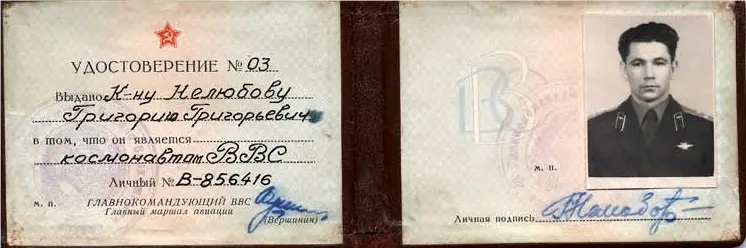 УДОСТОВЕРЕНИЕ № 03
Выдано К-ну Нелюбову
Григорию Григорьевич
в том, что он является
космонавтом ВВС
Личный № В-856416
М. П. ГЛАВНОКОМАНДУЮЩИЙ ВВС
Главный маршал авиации
(Вершинин)
ВВС
М. П.
Личная подпись